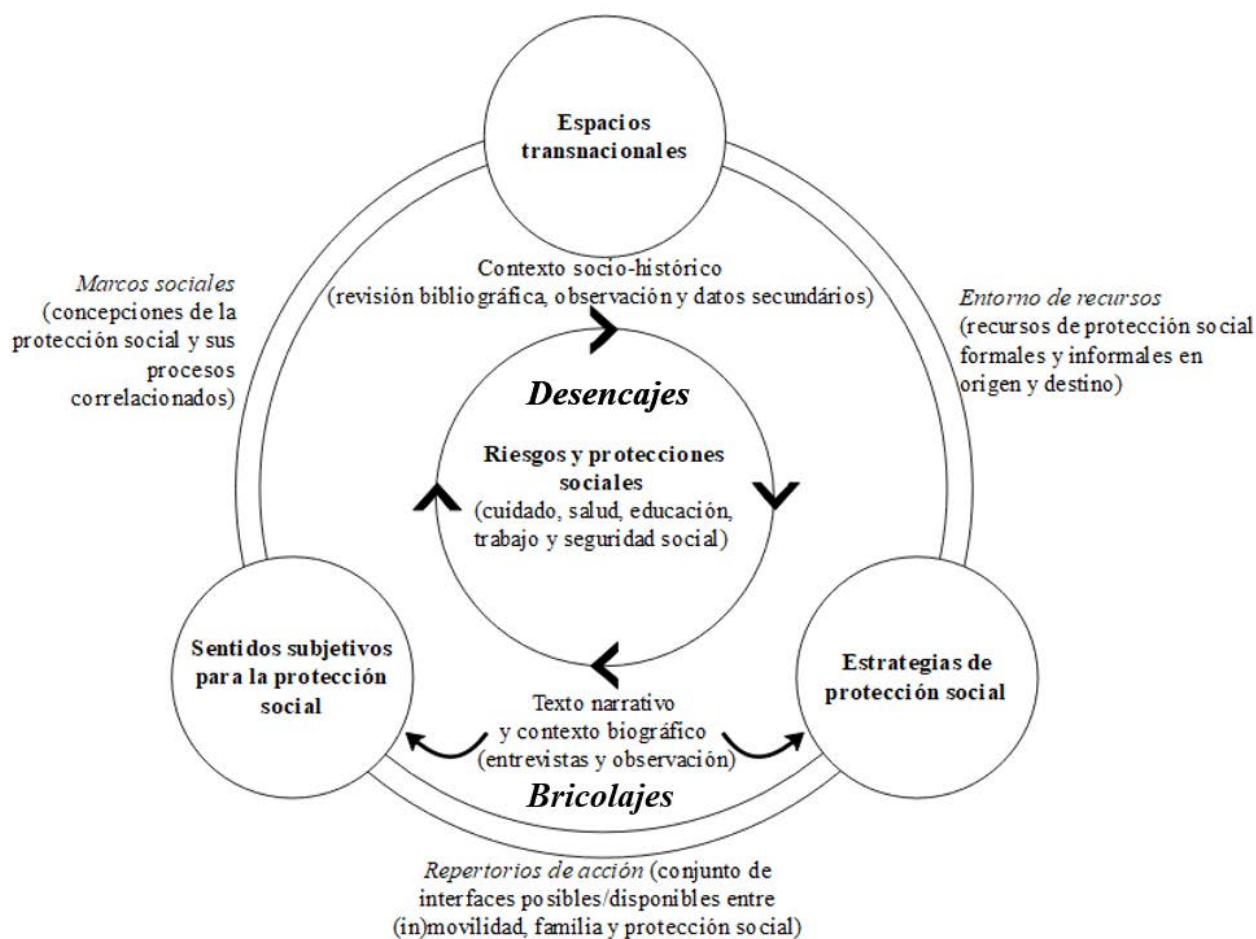 Espacios
transnacionales
Contexto socio-histórico
(revisión bibliográfica, observación y datos secundários)
Marcos sociales
(concepciones de la
protección social y sus
procesos
correlacionados)
Entorno de recursos
(recursos de protección social
formales y informales en
origen y destino)
Desencajes
Riesgos y protecciones
sociales
(cuidado, salud, educación,
trabajo y seguridad social)
Sentidos subjetivos
para la protección
social
Estrategias de
protección social
Texto narrativo
y contexto biográfico
(entrevistas y observación)
Bricolajes
Repertorios de acción (conjunto de
interfaces posibles/disponibles entre
(in)movilidad, familia y protección social)